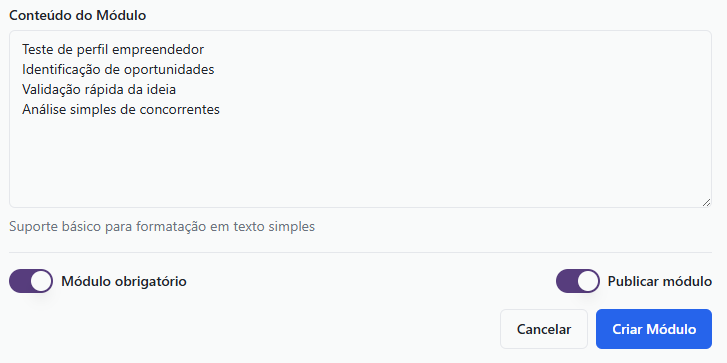 Conteúdo do Módulo
Teste de perfil empreendedor
Identificação de oportunidades
Validação rápida da ideia
Análise simples de concorrentes
Suporte básico para formatação em texto simples
Módulo obrigatório
Publicar módulo
Cancelar
Criar Módulo